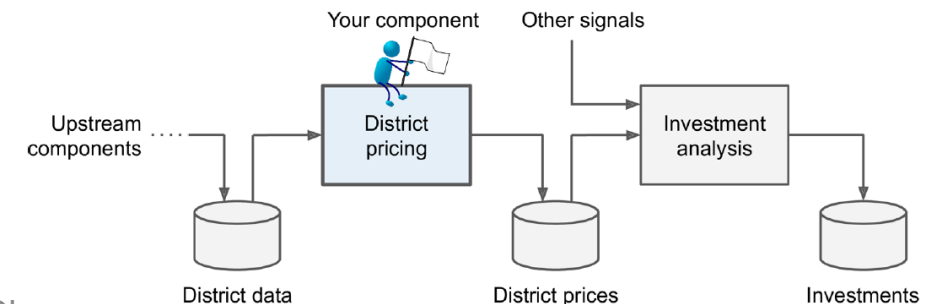 Your component
Other signals
Upstream
components
District
pricing
Investment
analysis
District data
District prices
Investments